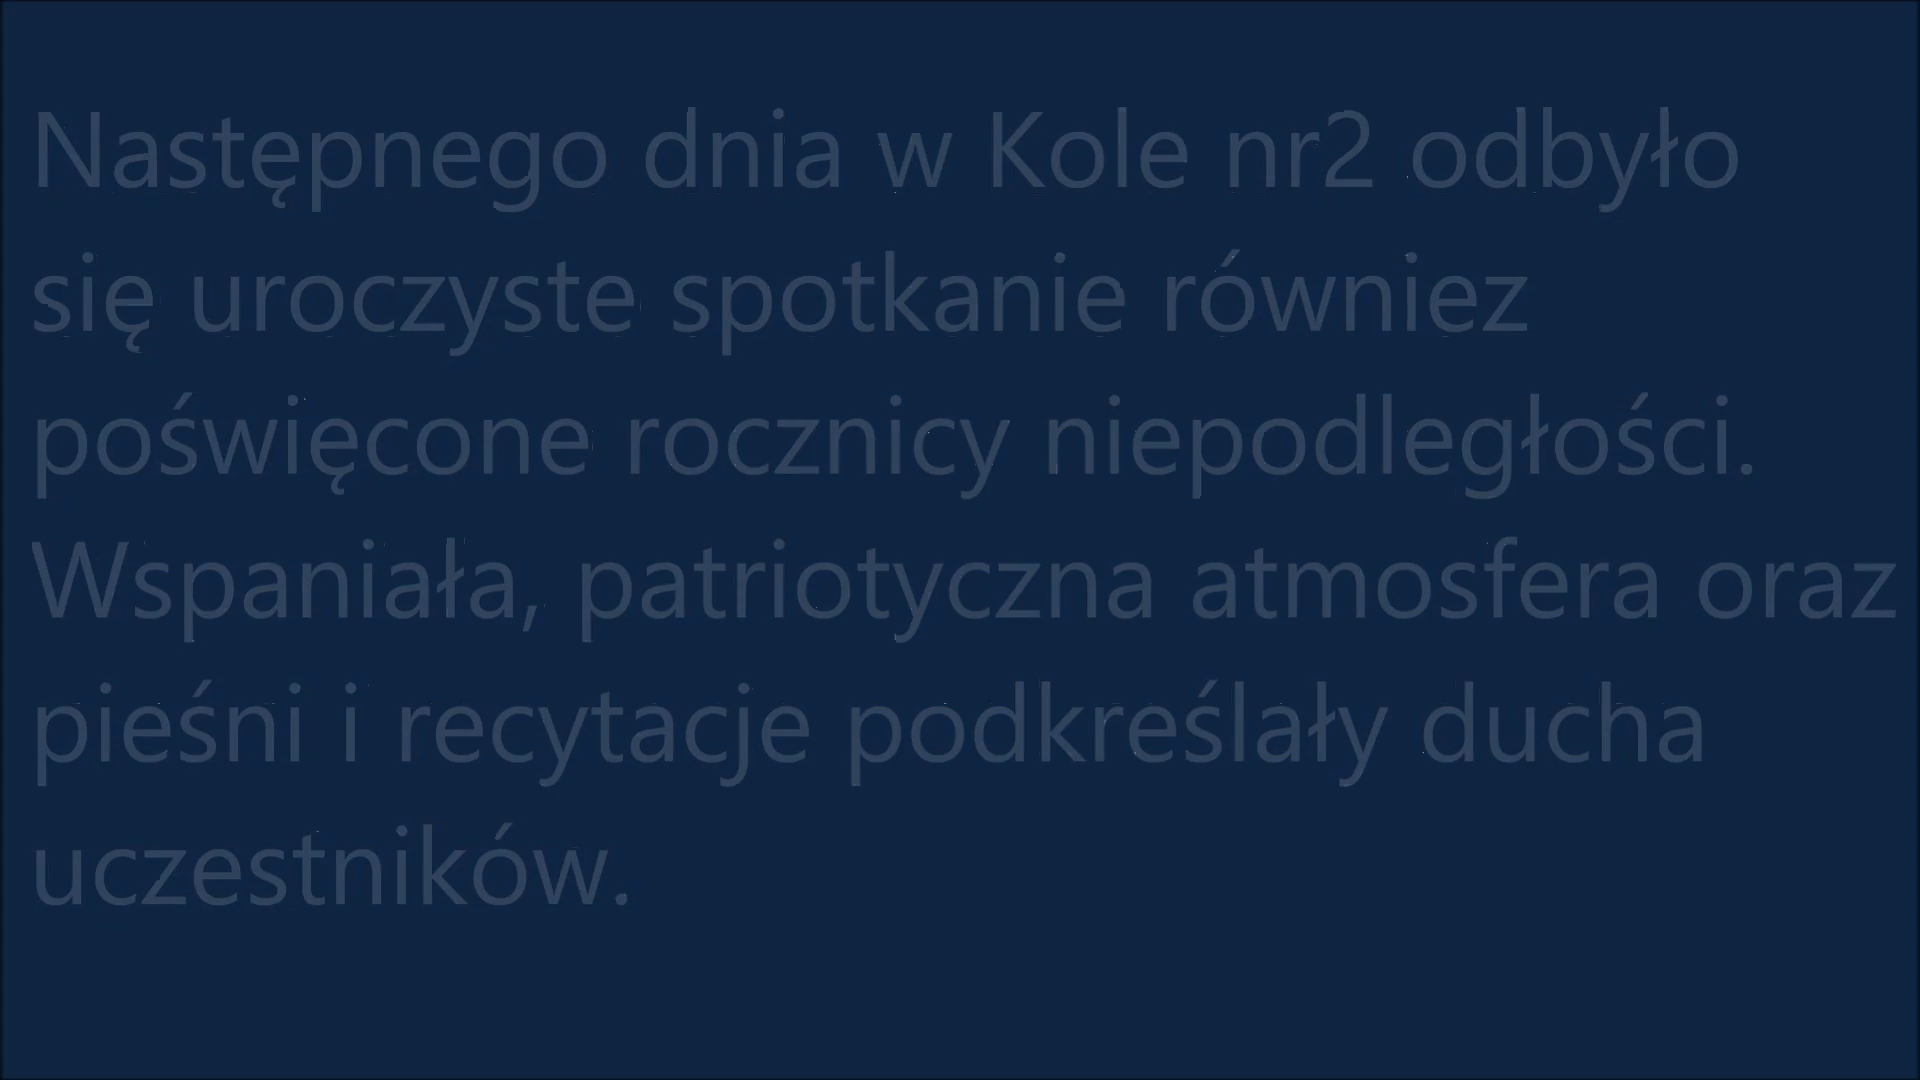 Następnego dnia w Kole nr2 odbyło
się uroczyste spotkanie równiez
poświęcone rocznicy niepodległości.
Wspaniała, patriotyczna atmosfera oraz
pieśni i recytacje podkreślały ducha
uczestników.